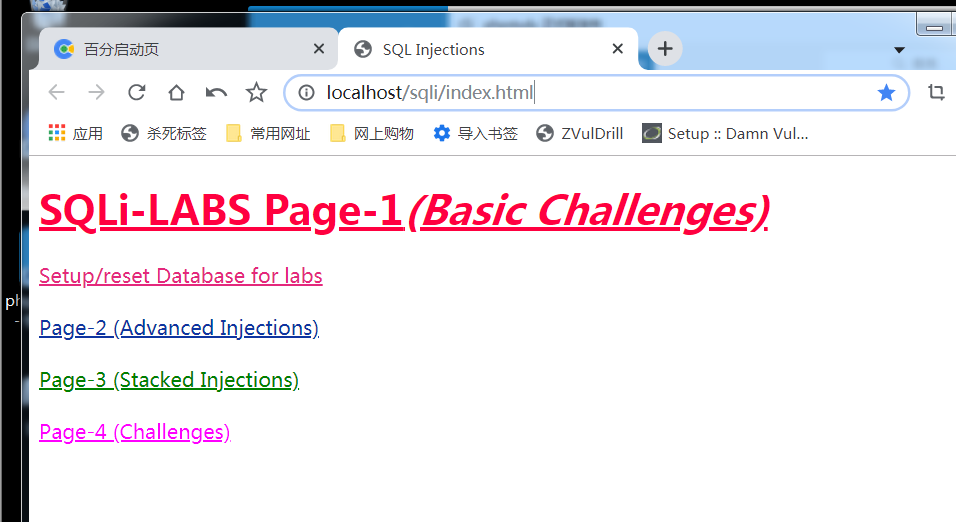 百分启动页
SQL Injections
localhost/sqli/index.html
应用 杀死标签 常用网址 网上购物 导入书签 ZVulDrill Setup :: Damn Vul...
SQLi-LABS Page-1(Basic Challenges)
Setup/reset Database for labs
ph
Page-2 (Advanced Injections)
Page-3 (Stacked Injections)
Page-4 (Challenges)